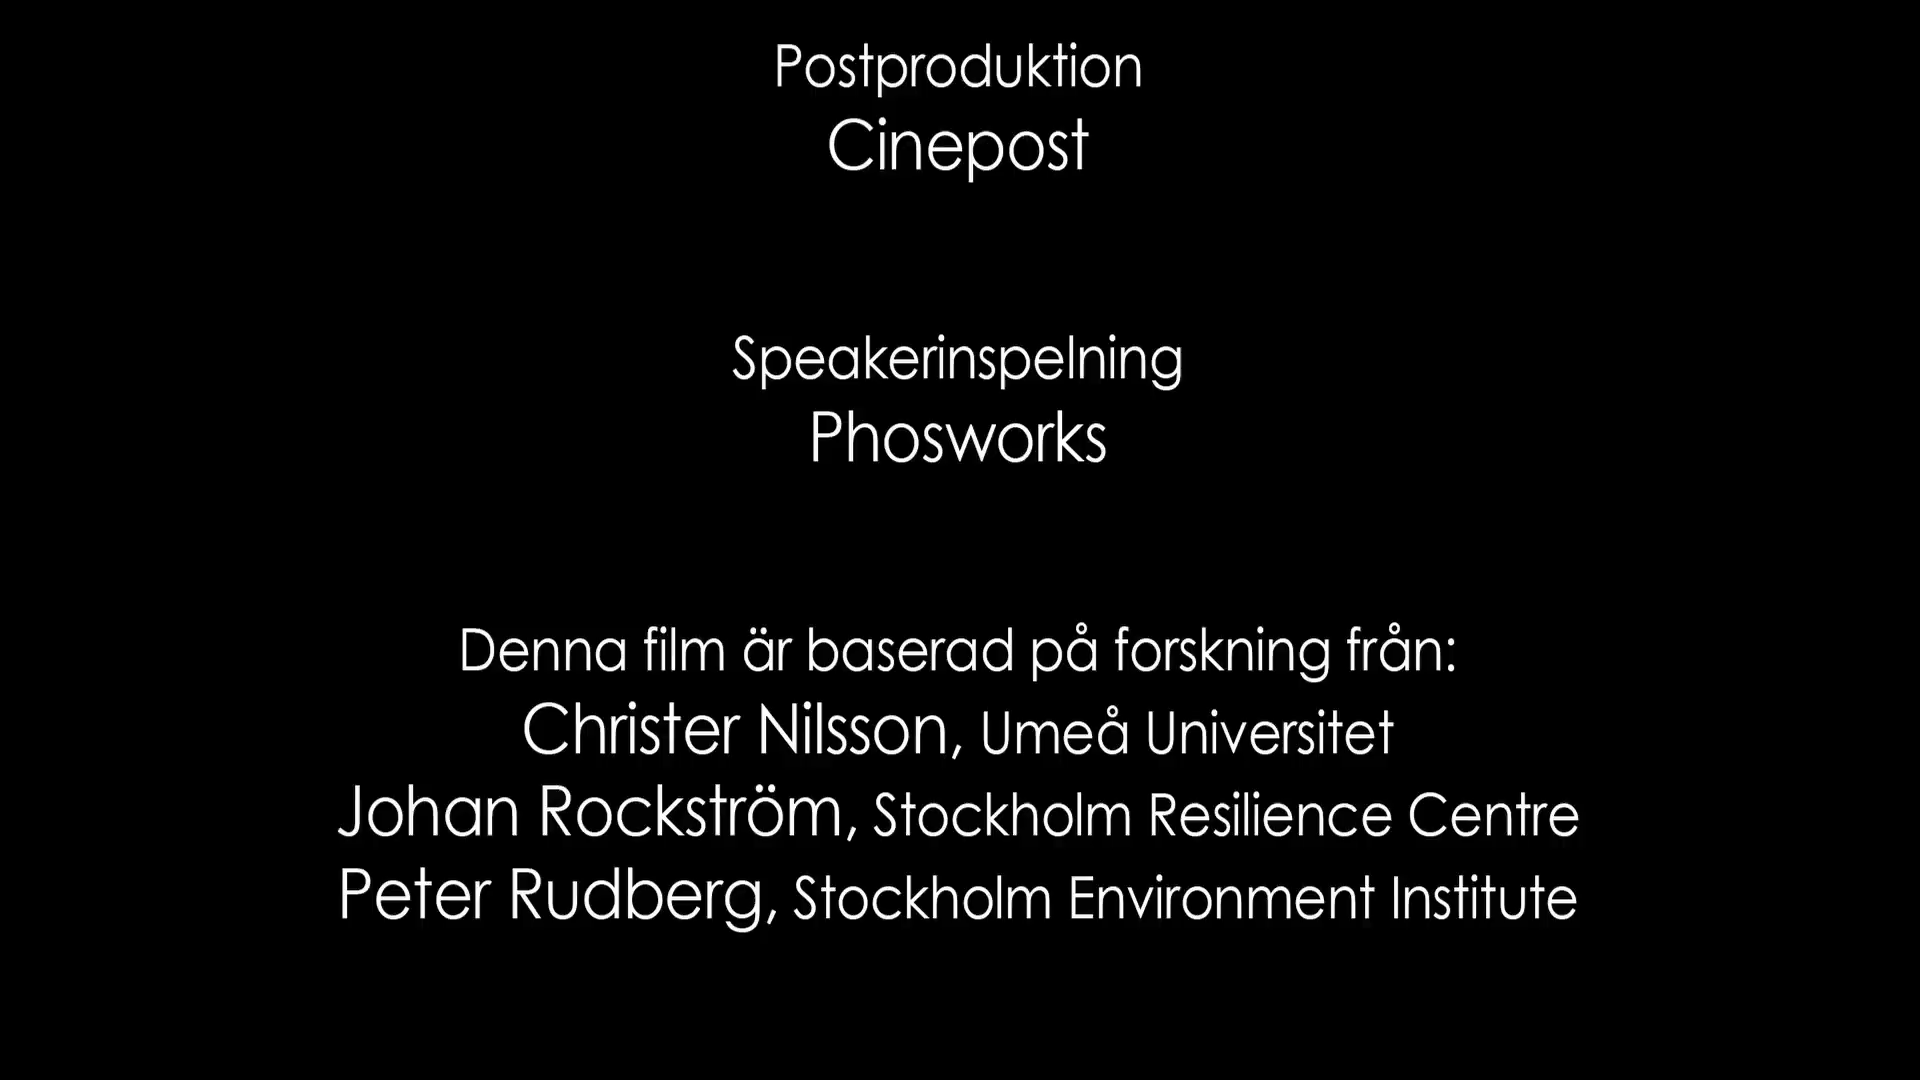 Postproduktion
Cinepost
Speakerinspelning
Phosworks
Denna film är baserad på forskning från:
Christer Nilsson, Umeå Universitet
Johan Rockström, Stockholm Resilience Centre
Peter Rudberg, Stockholm Environment Institute